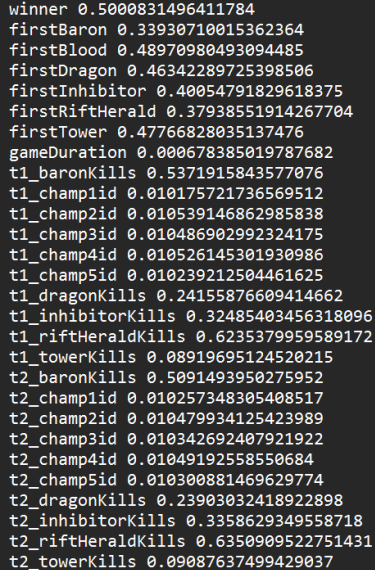 winner 0.5000831496411784
firstBaron 0.33930710015362364
firstBlood 0.48970980493094485
firstDragon 0.46342289725398506
firstInhibitor 0.40054791829618375
firstRiftHerald 0.37938551914267704
firstTower 0.47766828035137476
gameDuration 0.000678385019787682
t1_baronKills 0.5371915843577076
t1_champ1id 0.010175721736569512
t1_champ2id 0.010539146862985838
t1_champ3id 0.010486902992324175
t1_champ4id 0.010526145301930986
t1_champ5id 0.010239212504461625
t1_dragonKills 0.24155876609414662
t1_inhibitorKills 0.32485403456318096
t1_riftHeraldKills 0.6235379959589172
t1_towerKills 0.08919695124520215
t2_baronKills 0.5091493950275952
t2_champ1id 0.010257348305408517
t2_champ2id 0.010479934125423989
t2_champ3id 0.010342692407921922
t2_champ4id 0.01049192558550684
t2_champ5id 0.010300881469629774
t2_dragonKills 0.23903032418922898
t2_inhibitorKills 0.3358629349558718
t2_riftHeraldKills 0.6350909522751431
t2_towerKills 0.09087637499429037